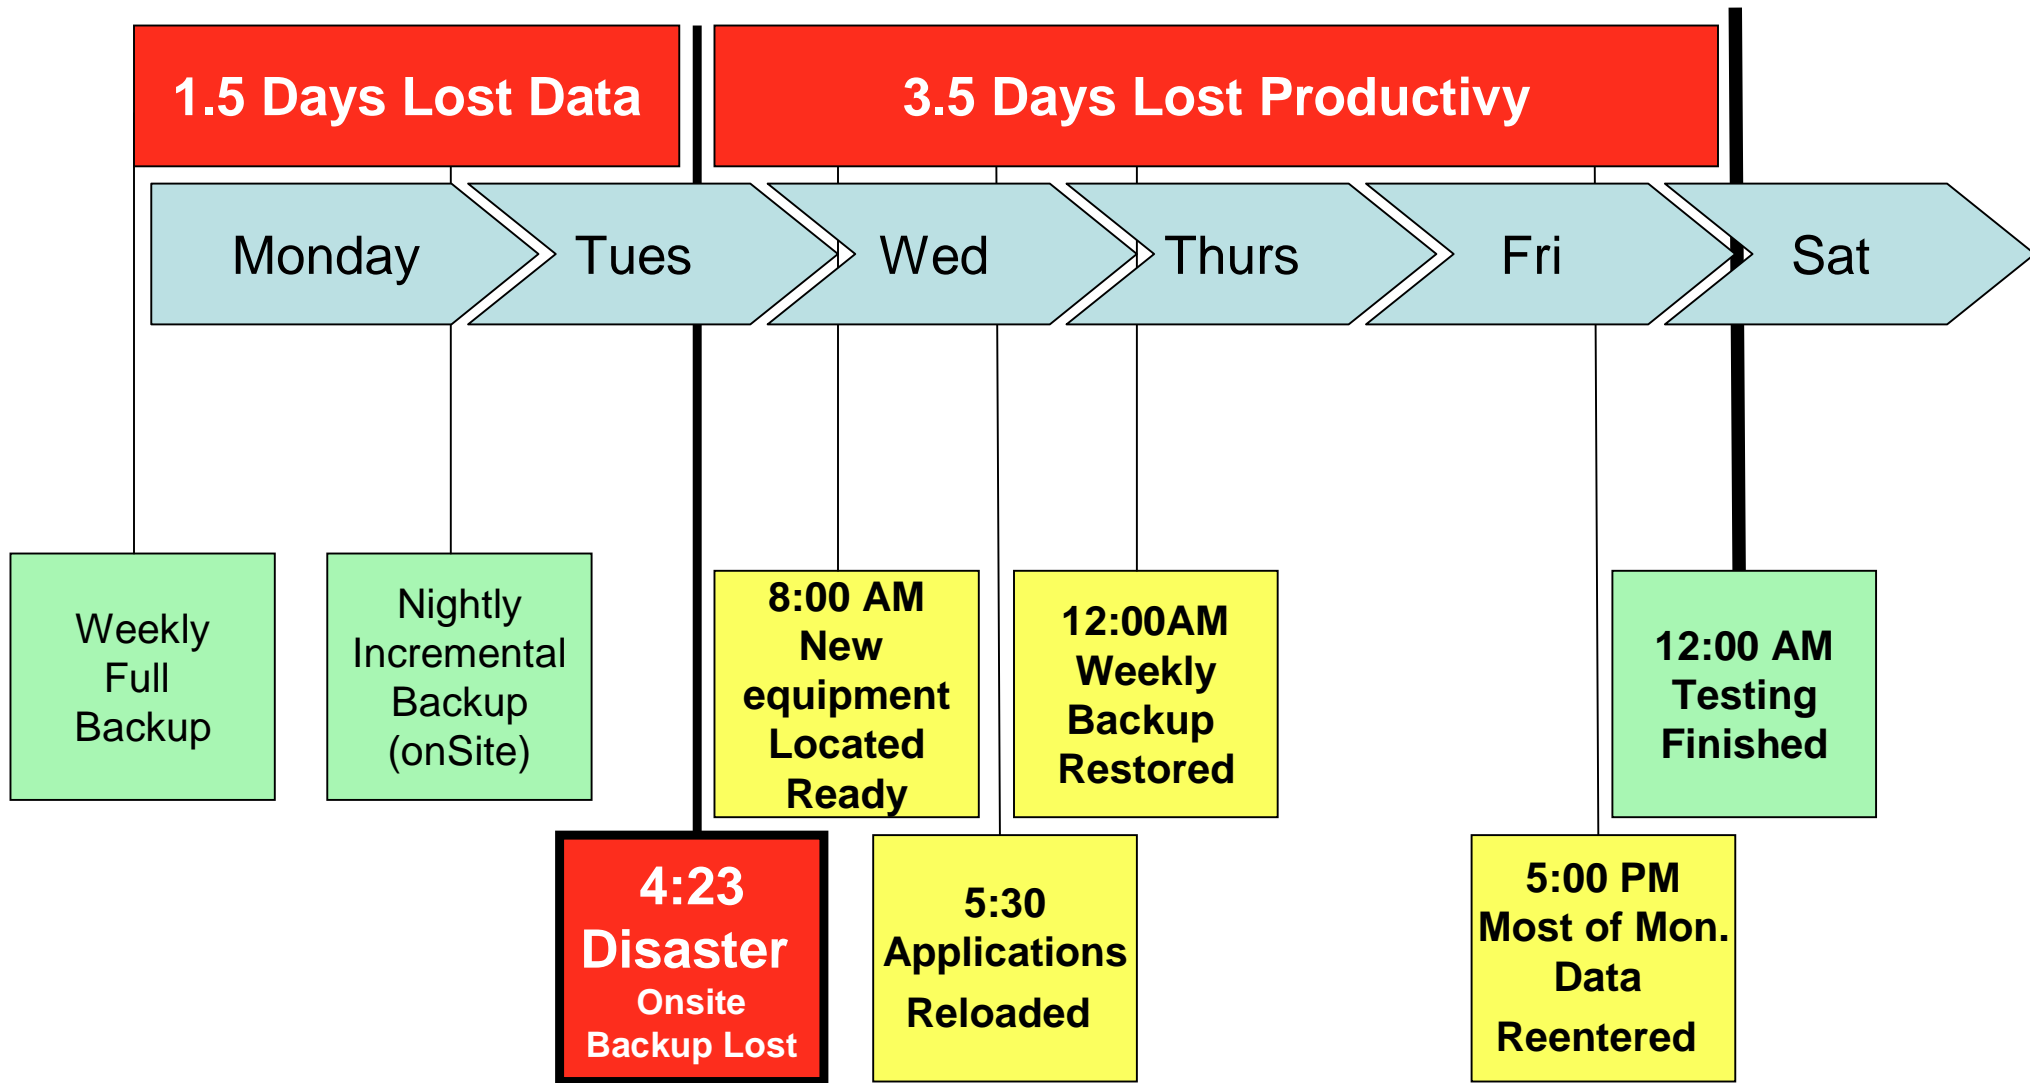 1.5 Days Lost Data
3.5 Days Lost Productivy
Monday
Tues
Wed
Thurs
Fri
Sat
Weekly
Full
Backup
Nightly
Incremental
Backup
(onSite)
4:23
Disaster
Onsite
Backup Lost
8:00 AM
New
equipment
Located
Ready
5:30
Applications
Reloaded
12:00AM
Weekly
Backup
Restored
5:00 PM
Most of Mon.
Data
Reentered
12:00 AM
Testing
Finished